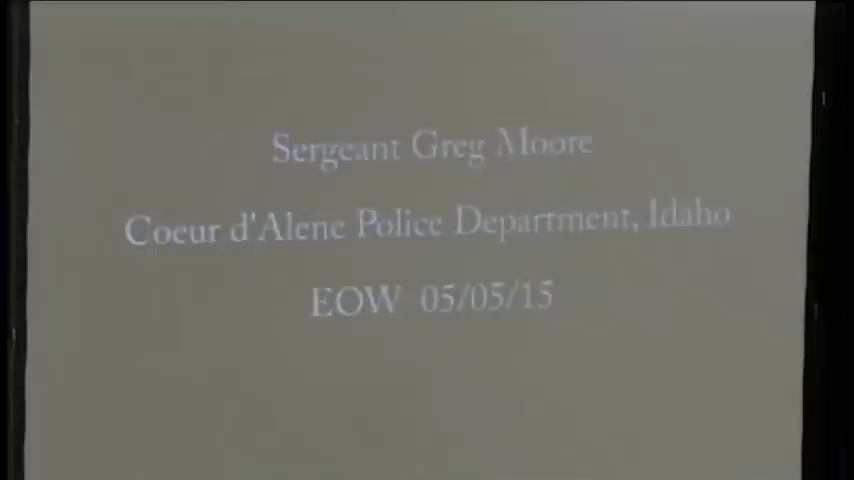 Sergeant Greg Moore
Coeur d'Alene Police Department, Idaho
EOW 05/05/15